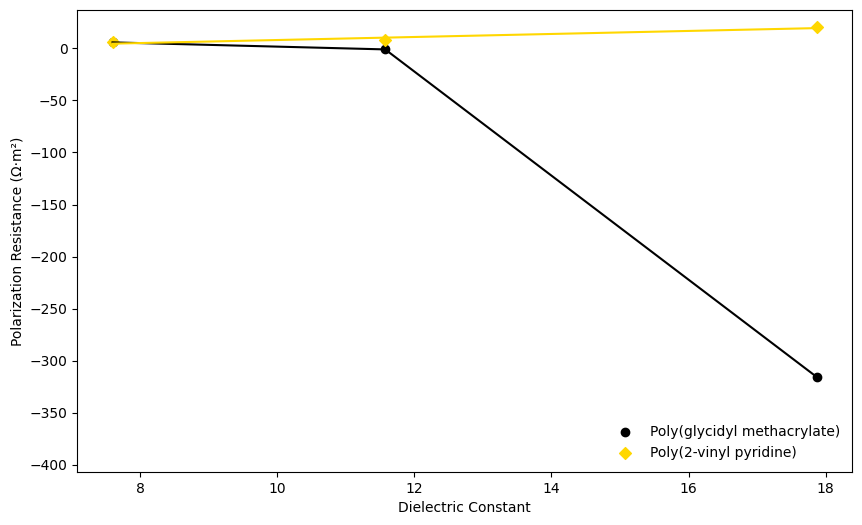 0
−50
−100
−150
−200
−250
−300
−350
−400
Polarization Resistance (Ω·m²)
Poly(glycidyl methacrylate)
Poly(2-vinyl pyridine)
8 10 12 14 16 18
Dielectric Constant